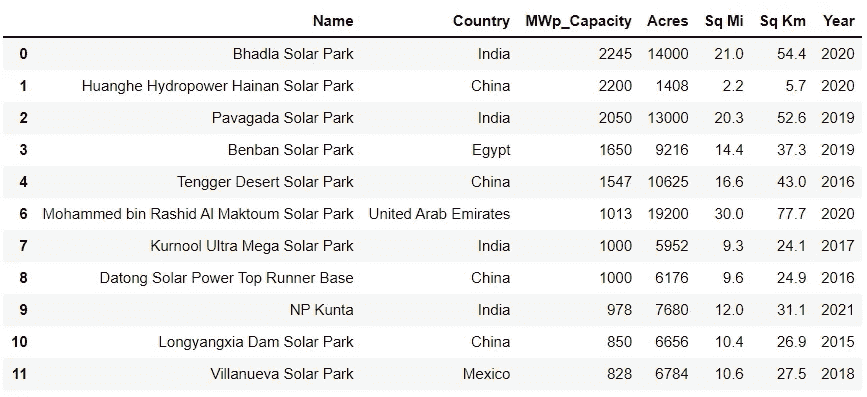 Name Country MWp_Capacity Acres Sq Mi Sq Km Year
0 Bhadla Solar Park India 2245 14000 21.0 54.4 2020
1 Huanghe Hydropower Hainan Solar Park China 2200 1408 2.2 5.7 2020
2 Pavagada Solar Park India 2050 13000 20.3 52.6 2019
3 Benban Solar Park Egypt 1650 9216 14.4 37.3 2019
4 Tengger Desert Solar Park China 1547 10625 16.6 43.0 2016
6 Mohammed bin Rashid Al Maktoum Solar Park United Arab Emirates 1013 19200 30.0 77.7 2020
7 Kurnool Ultra Mega Solar Park India 1000 5952 9.3 24.1 2017
8 Datong Solar Power Top Runner Base China 1000 6176 9.6 24.9 2016
9 NP Kunta India 978 7680 12.0 31.1 2021
10 Longyangxia Dam Solar Park China 850 6656 10.4 26.9 2015
11 Villanueva Solar Park Mexico 828 6784 10.6 27.5 2018